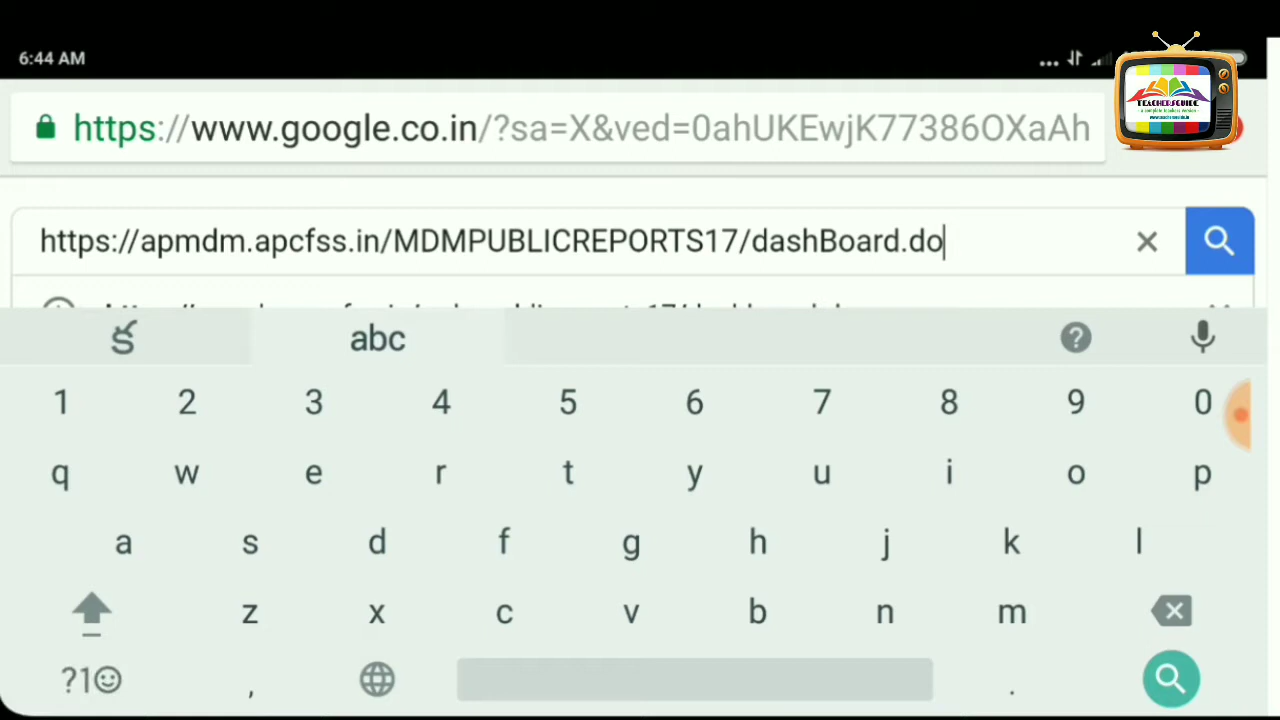 6:44 AM
https://www.google.co.in/?sa=X&ved=0ahUKEwjK77386OXaAh
TEACHERSGUIDE
https://apmdm.apcfss.in/MDMPUBLICREPORTS17/dashBoard.do
క abc
1 2 3 4 5 6 7 8 9 0
q w e r t y u i o p
a s d f g h j k l
z x c v b n m
?1☺ , .